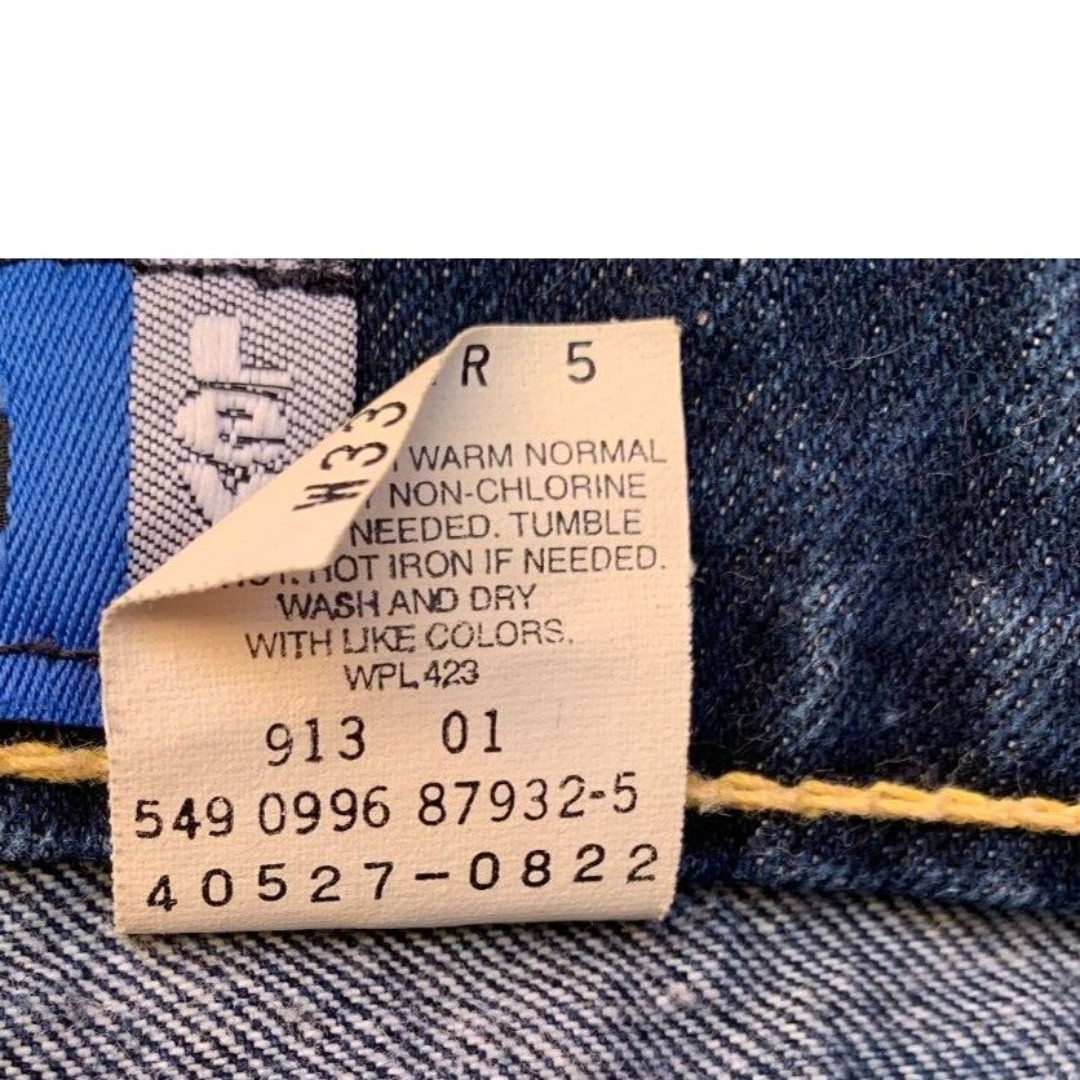 R 5
W33
WARM NORMAL
NON-CHLORINE
NEEDED. TUMBLE
HOT IRON IF NEEDED.
WASH AND DRY
WITH LIKE COLORS.
WPL 423
913 01
549 0996 87932-5
40527-0822